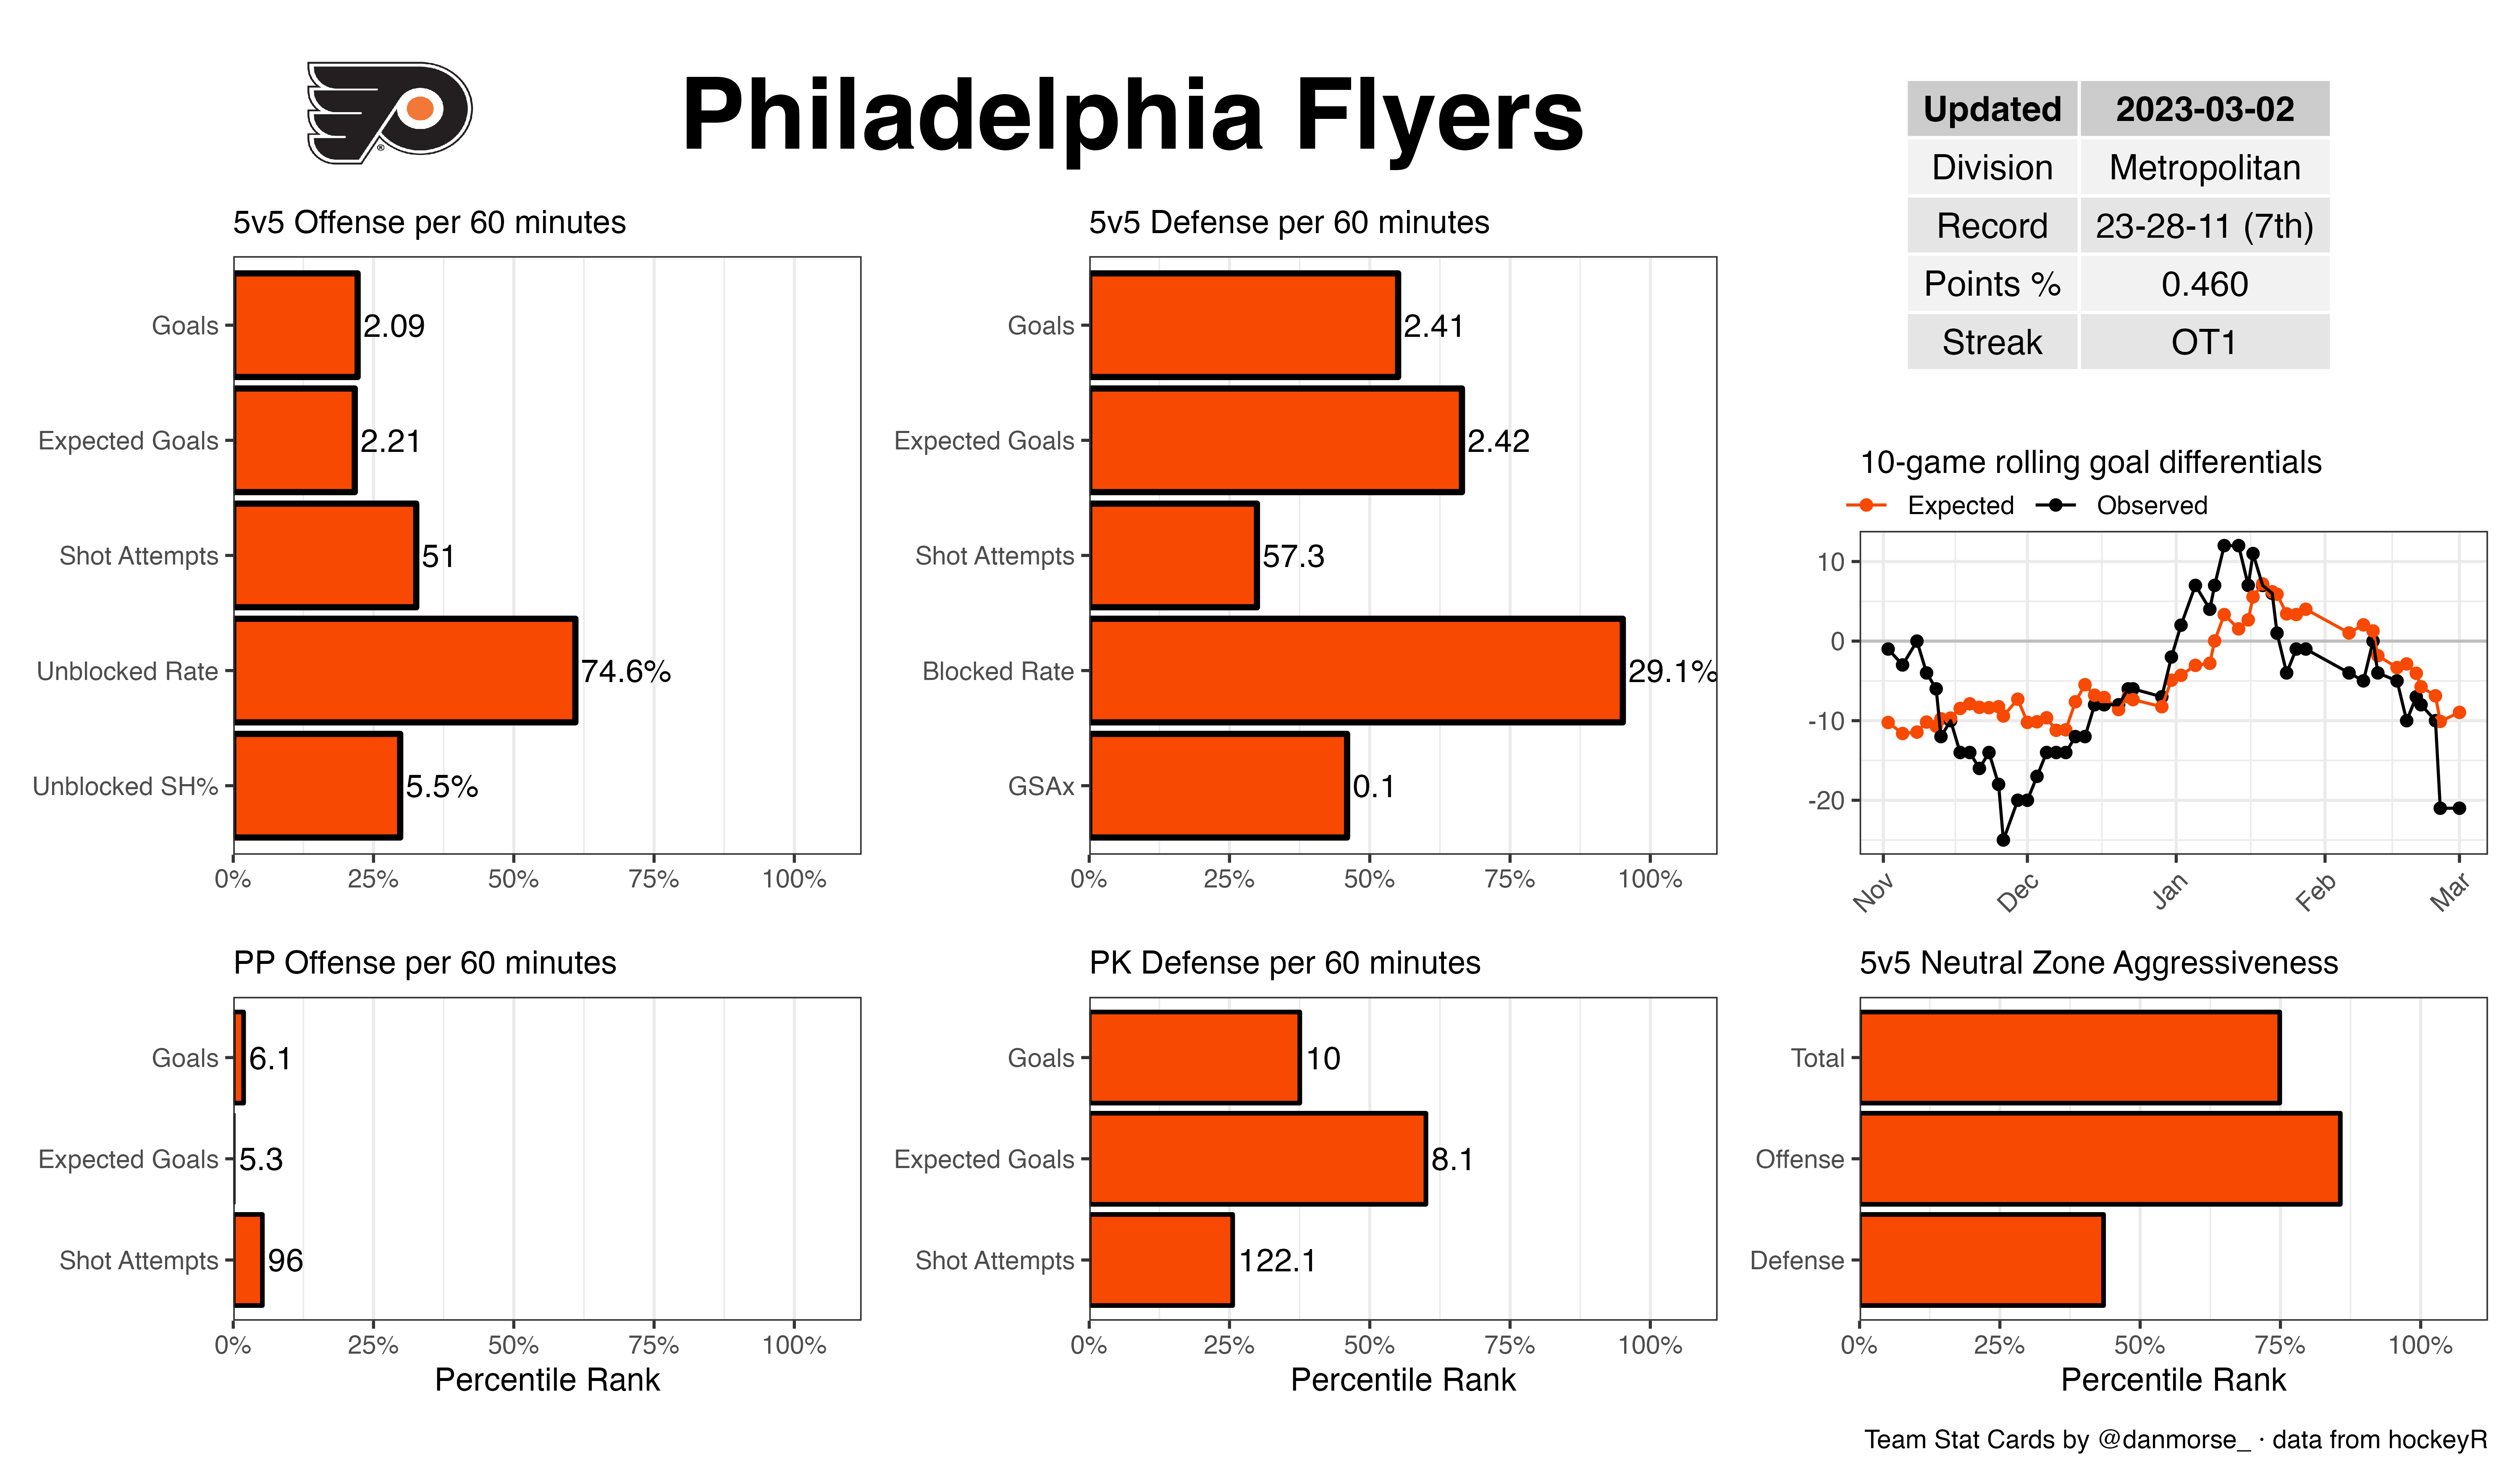 Philadelphia Flyers
Updated 2023-03-02
Division Metropolitan
Record 23-28-11 (7th)
Points % 0.460
Streak OT1
5v5 Offense per 60 minutes
Goals 2.09
Expected Goals 2.21
Shot Attempts 51
Unblocked Rate 74.6%
Unblocked SH% 5.5%
0% 25% 50% 75% 100%
5v5 Defense per 60 minutes
Goals 2.41
Expected Goals 2.42
Shot Attempts 57.3
Blocked Rate 29.1%
GSAx 0.1
0% 25% 50% 75% 100%
10-game rolling goal differentials
Expected Observed
10
0
-10
-20
Nov Dec Jan Feb Mar
PP Offense per 60 minutes
Goals 6.1
Expected Goals 5.3
Shot Attempts 96
0% 25% 50% 75% 100%
Percentile Rank
PK Defense per 60 minutes
Goals 10
Expected Goals 8.1
Shot Attempts 122.1
0% 25% 50% 75% 100%
Percentile Rank
5v5 Neutral Zone Aggressiveness
Total
Offense
Defense
0% 25% 50% 75% 100%
Percentile Rank
Team Stat Cards by @danmorse_ · data from hockeyR